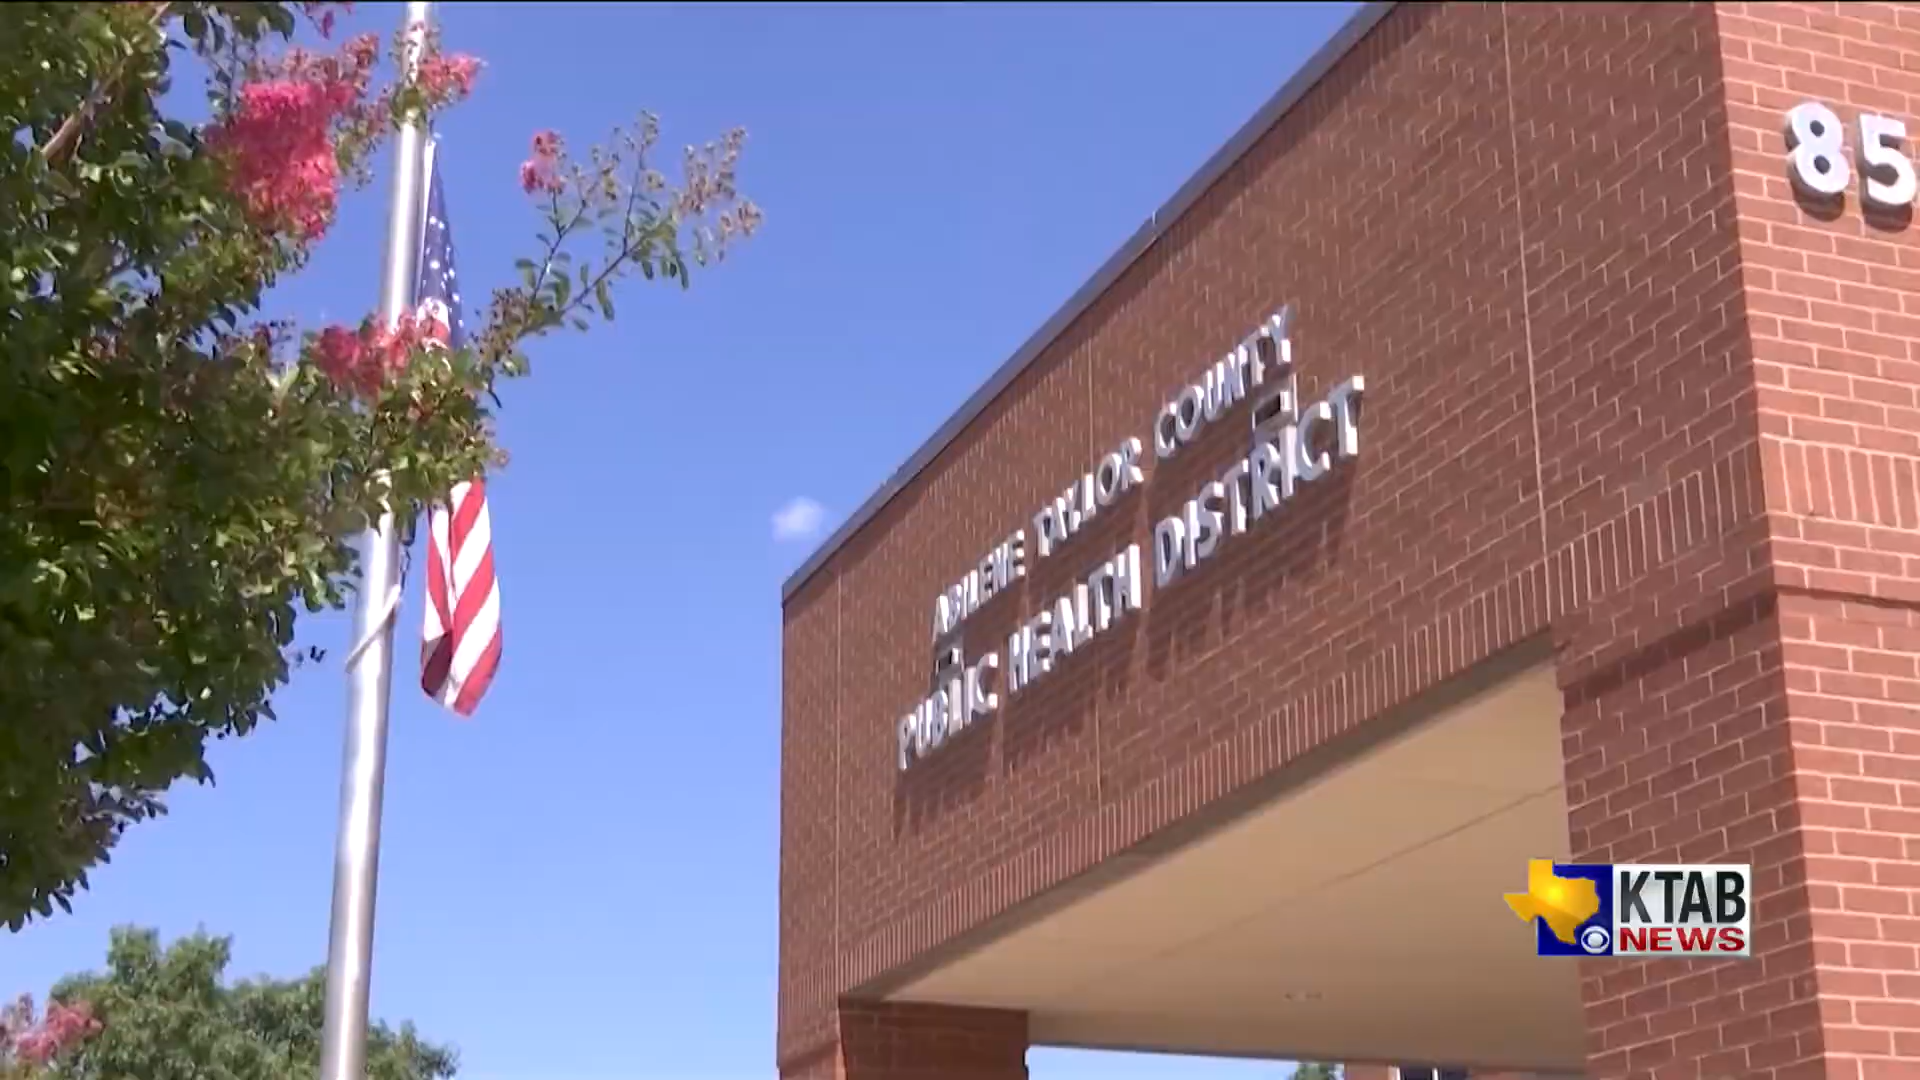 ABILENE TAYLOR COUNTY
PUBLIC HEALTH DISTRICT
85
KTAB
NEWS